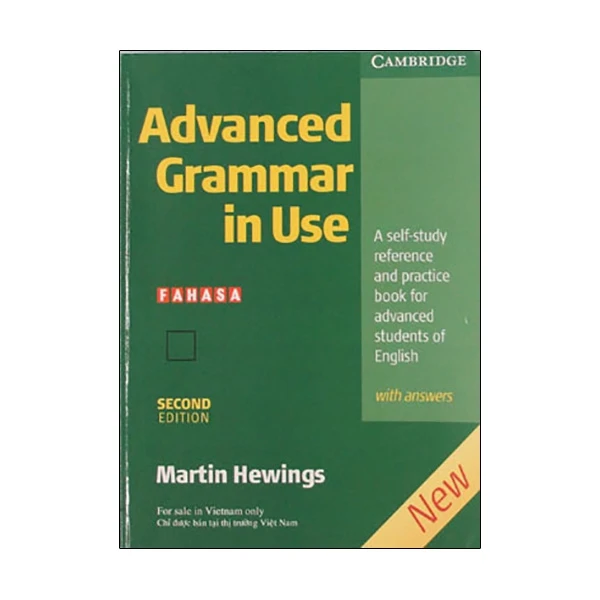 CAMBRIDGE
Advanced
Grammar
in Use
A self-study
reference
and practice
book for
advanced
students of
English
with answers
FAHASA
SECOND
EDITION
Martin Hewings
For sale in Vietnam only
Chỉ được bán tại thị trường Việt Nam
New